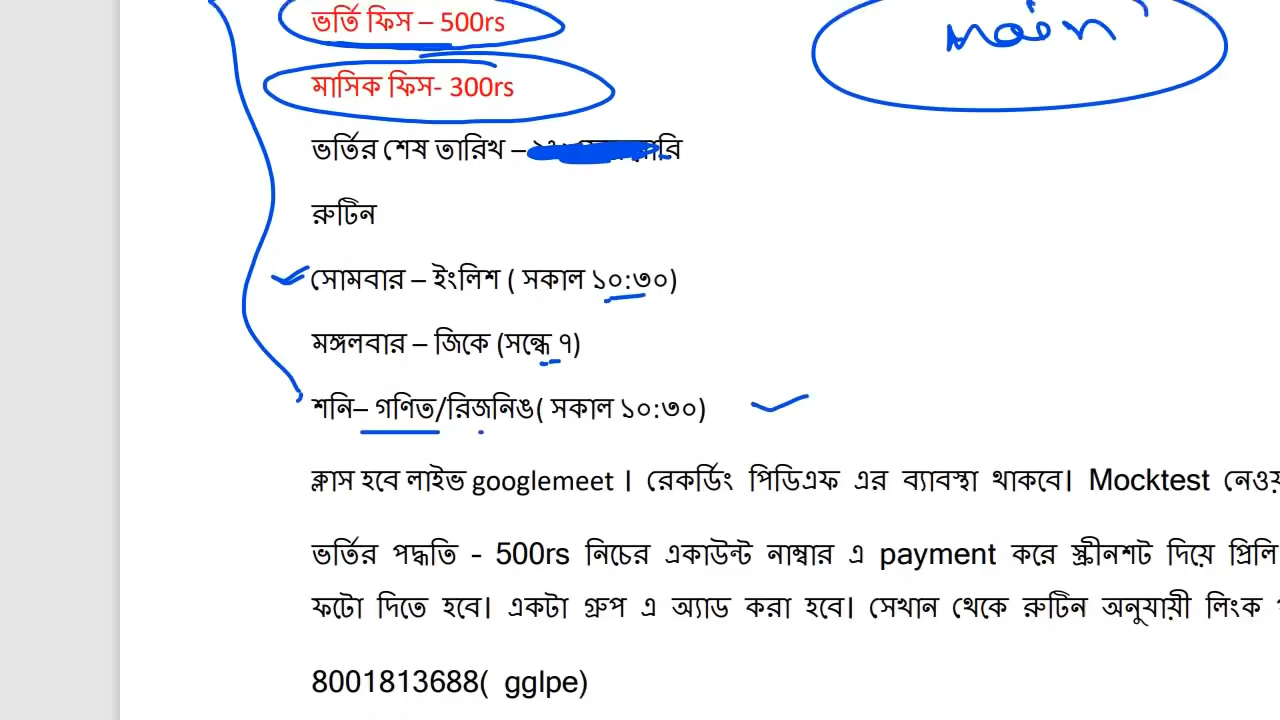 ভর্তি ফিস – 500rs
main
মাসিক ফিস- 300rs
ভর্তির শেষ তারিখ –
রুটিন
সোমবার – ইংলিশ ( সকাল ১০:৩০)
মঙ্গলবার – জিকে (সন্ধে ৭)
শনি– গণিত/রিজনিঙ( সকাল ১০:৩০)
ক্লাস হবে লাইভ googlemeet । রেকর্ডিং পিডিএফ এর ব্যাবস্থা থাকবে। Mocktest
ভর্তির পদ্ধতি - 500rs নিচের একাউন্ট নাম্বার এ payment করে স্ক্রীনশট দিয়ে প্রিলি
ফটো দিতে হবে। একটা গ্রুপ এ অ্যাড করা হবে। সেখান থেকে রুটিন অনুযায়ী লিংক
8001813688( gglpe)